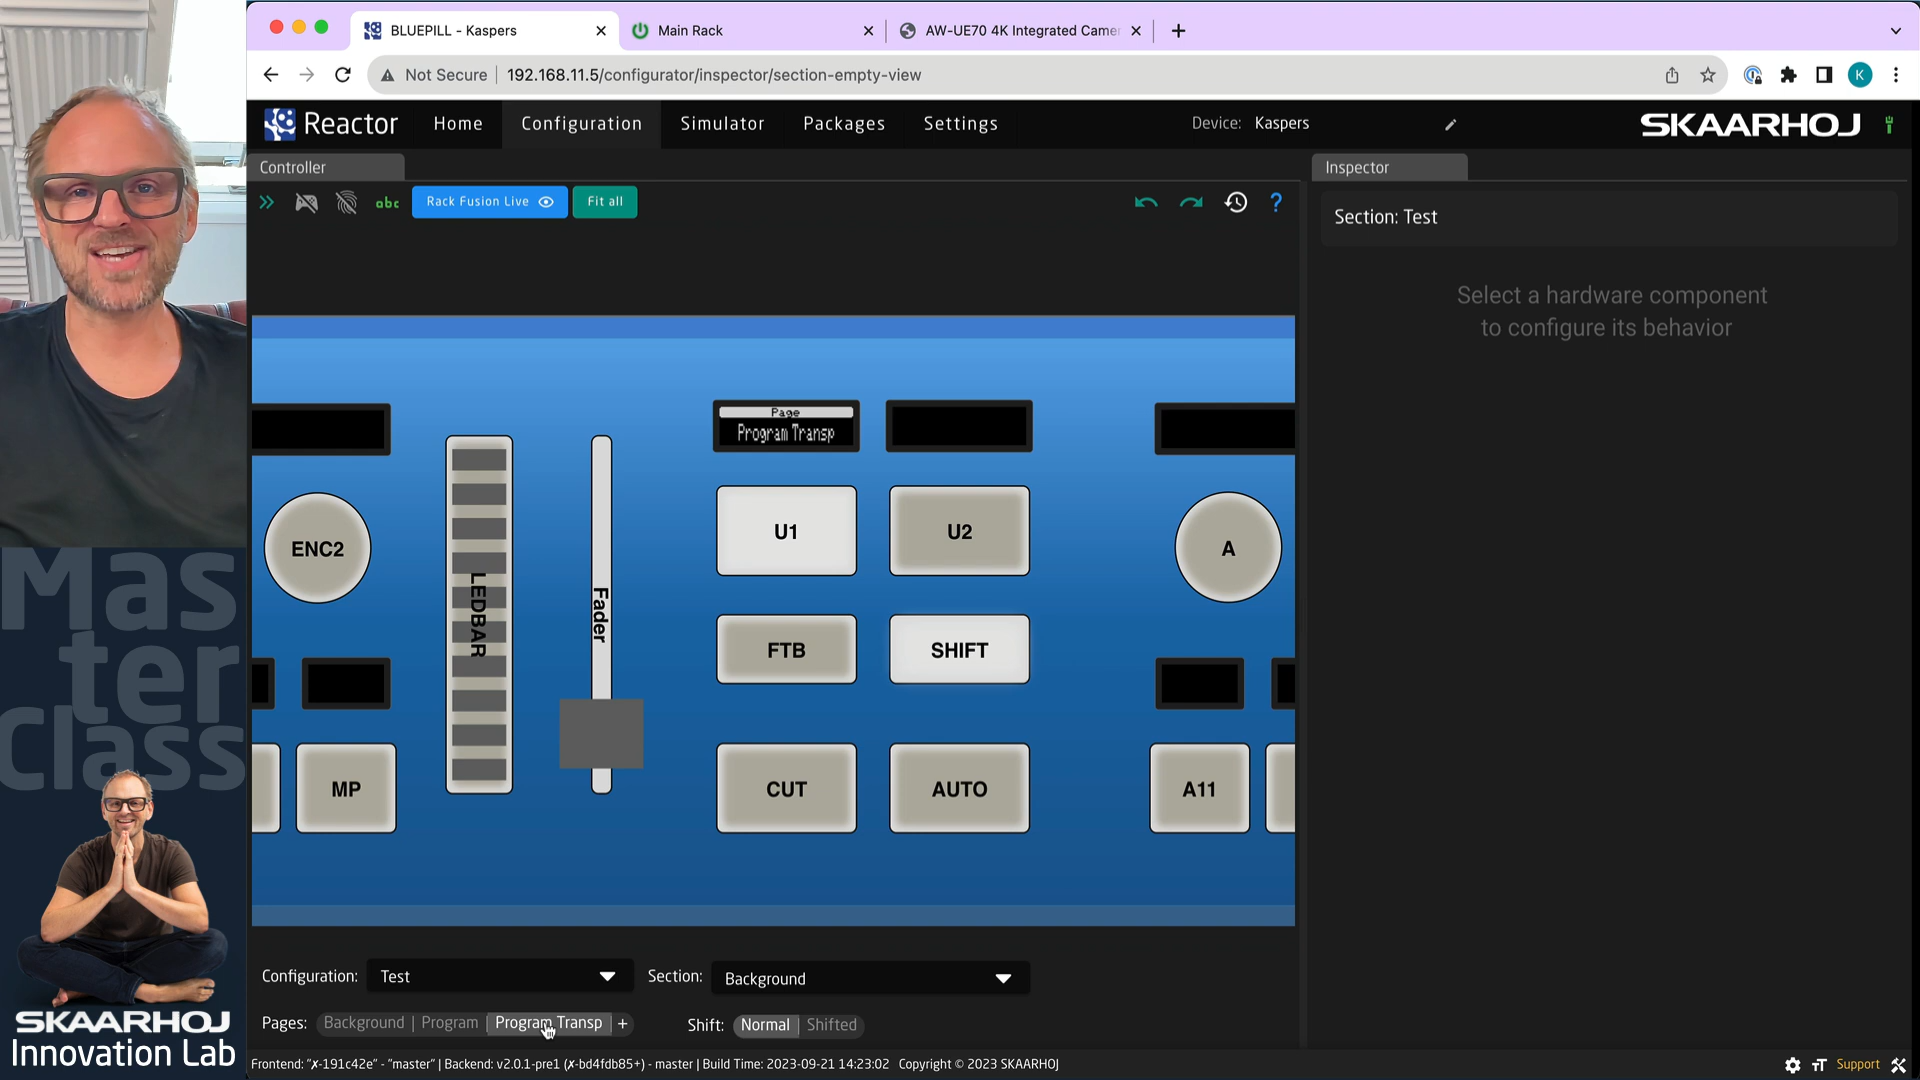 BLUEPILL - Kaspers
Main Rack
AW-UE70 4K Integrated Camer
Not Secure
192.168.11.5/configurator/inspector/section-empty-view
K
Reactor
Home
Configuration
Simulator
Packages
Settings
Device: Kaspers
SKAARHOJ
Controller
Inspector
abc
Rack Fusion Live
Fit all
?
Section: Test
Select a hardware component
to configure its behavior
Page
Program Transp
ENC2
LEDBAR
Fader
U1
U2
A
FTB
SHIFT
MP
CUT
AUTO
A11
Master Class
Configuration: Test
Section: Background
Pages: Background | Program | Program Transp +
Shift: Normal Shifted
SKAARHOJ
Innovation Lab
Frontend: "✗-191c42e" - "master" | Backend: v2.0.1-pre1 (✗-bd4fdb85+) - master | Build Time: 2023-09-21 14:23:02 Copyright © 2023 SKAARHOJ
Support